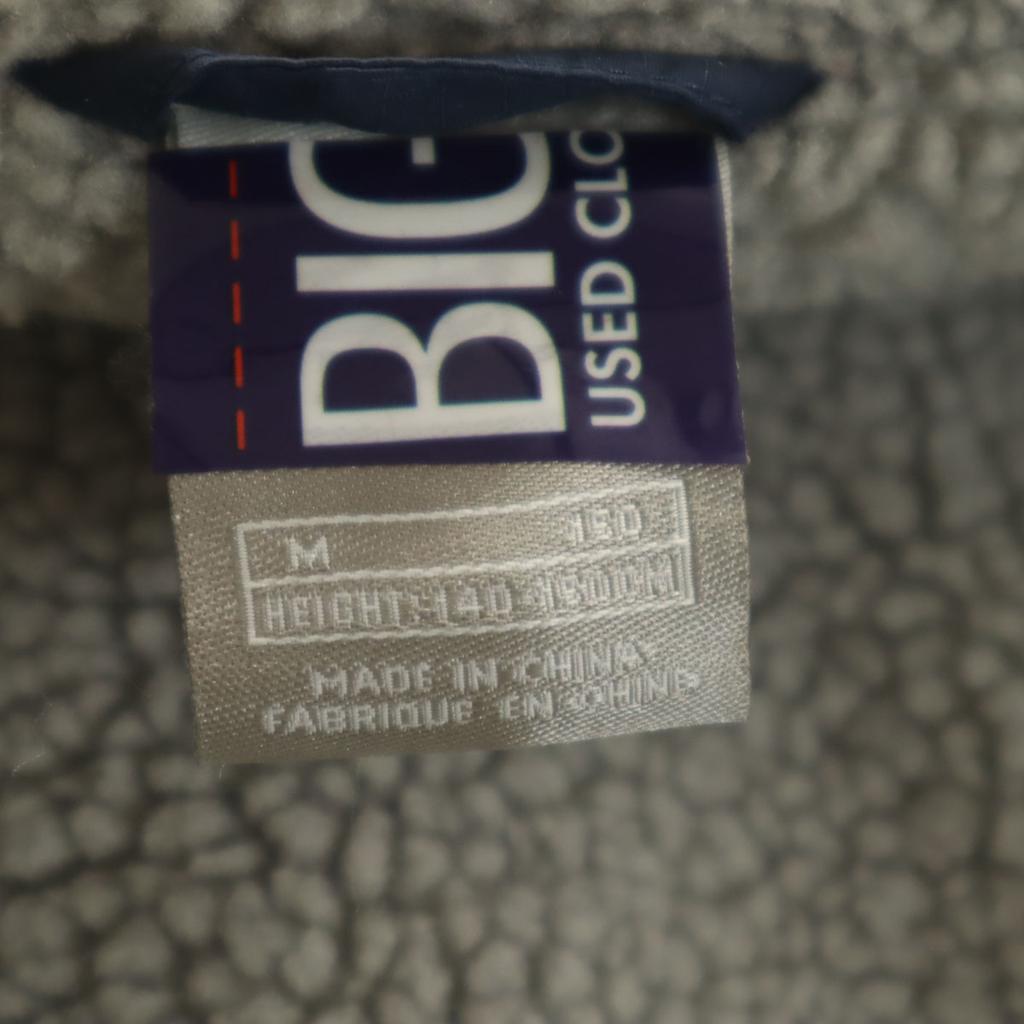 BIG
USED CLO
M 150
HEIGHT:140-150CM
MADE IN CHINA
FABRIQUE EN CHINE